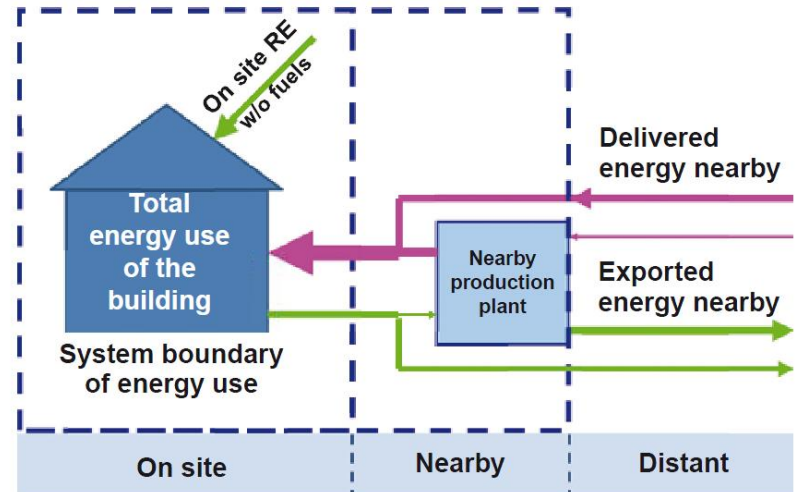 On site RE
w/o fuels
Total
energy use
of the
building
System boundary
of energy use
Nearby
production
plant
Delivered
energy nearby
Exported
energy nearby
On site
Nearby
Distant